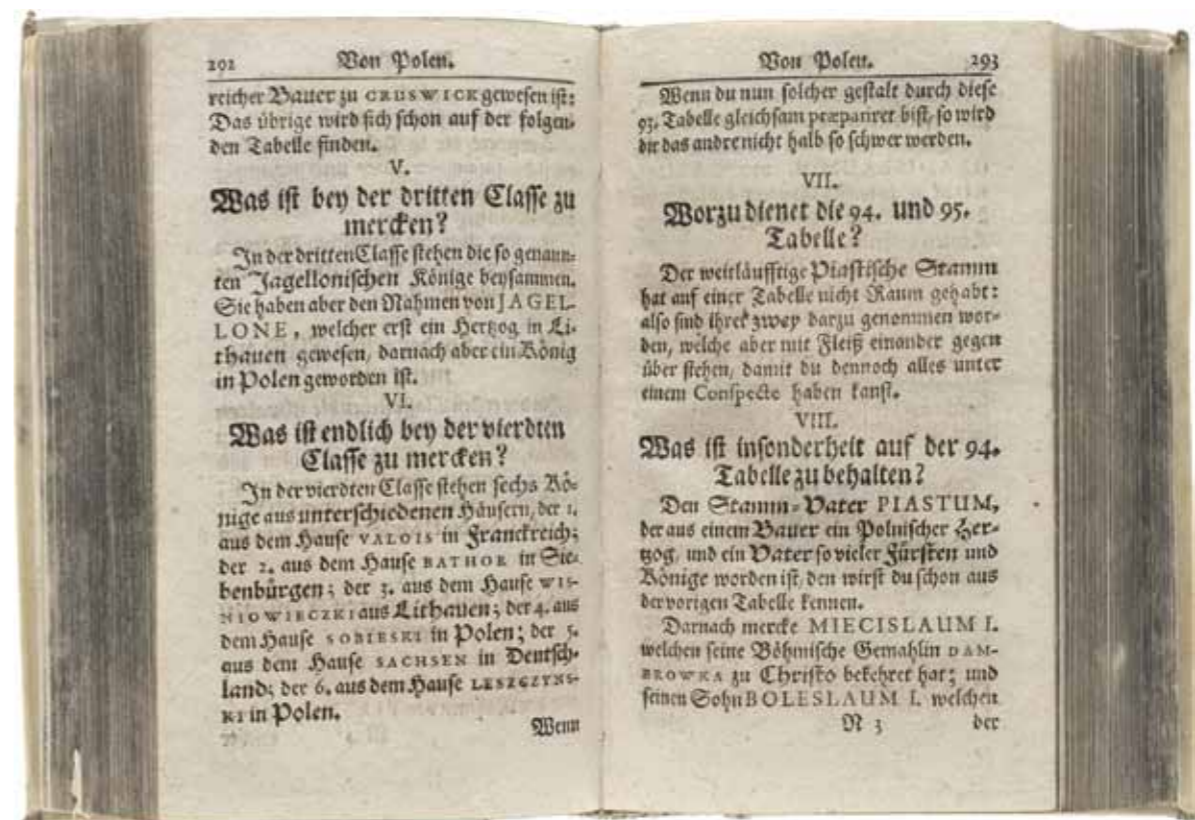 292 Von Polen.
reicher Bauer zu CRUSWICK gewesen ist:
Das übrige wird sich schon auf der folgen-
den Tabelle finden.
V.
Was ist bey der dritten Classe zu
mercken?
In der dritten Classe stehen die so genann-
ten Jagellonischen Könige beysammen.
Sie haben aber den Nahmen von JAGEL-
LONE, welcher erst ein Hertzog in Li-
thauen gewesen, darnach aber ein König
in Polen geworden ist.
VI.
Was ist endlich bey der vierdten
Classe zu mercken?
In der vierdten Classe stehen sechs Kö-
nige aus unterschiedenen Häusern, der 1.
aus dem Hause VALOIS in Franckreich;
der 2. aus dem Hause BATHOR in Sie-
benbürgen; der 3. aus dem Hause WIS-
NIOWIECZKI aus Lithauen; der 4. aus
dem Hause SOBIESKI in Polen; der 5.
aus dem Hause SACHSEN in Deutsch-
land; der 6. aus dem Hause LESZCZYNS-
KI in Polen.
Wenn
Von Polen. 293
Wenn du nun solcher gestalt durch diese
93. Tabelle gleichsam præpariret bist, so wird
dir das andre nicht halb so schwer werden.
VII.
Worzu dienet die 94. und 95.
Tabelle?
Der weitläufftige Piastische Stamm
hat auf einer Tabelle nicht Raum gehabt:
also sind ihrer zwey darzu genommen wor-
den, welche aber mit Fleiß einander gegen
über stehen, damit du dennoch alles unter
einem Conspecte haben kanst.
VIII.
Was ist insonderheit auf der 94.
Tabelle zu behalten?
Den Stamm-Vater PIASTUM,
der aus einem Bauer ein Polnischer Her-
tzog, und ein Vater so vieler Fürsten und
Könige worden ist, den wirst du schon aus
der vorigen Tabelle kennen.
Darnach mercke MIECISLAUM I.
welchen seine Böhmische Gemahlin DAM-
BROWKA zu Christo bekehret hat; und
seinen Sohn BOLESLAUM I. welchen
N 3 der